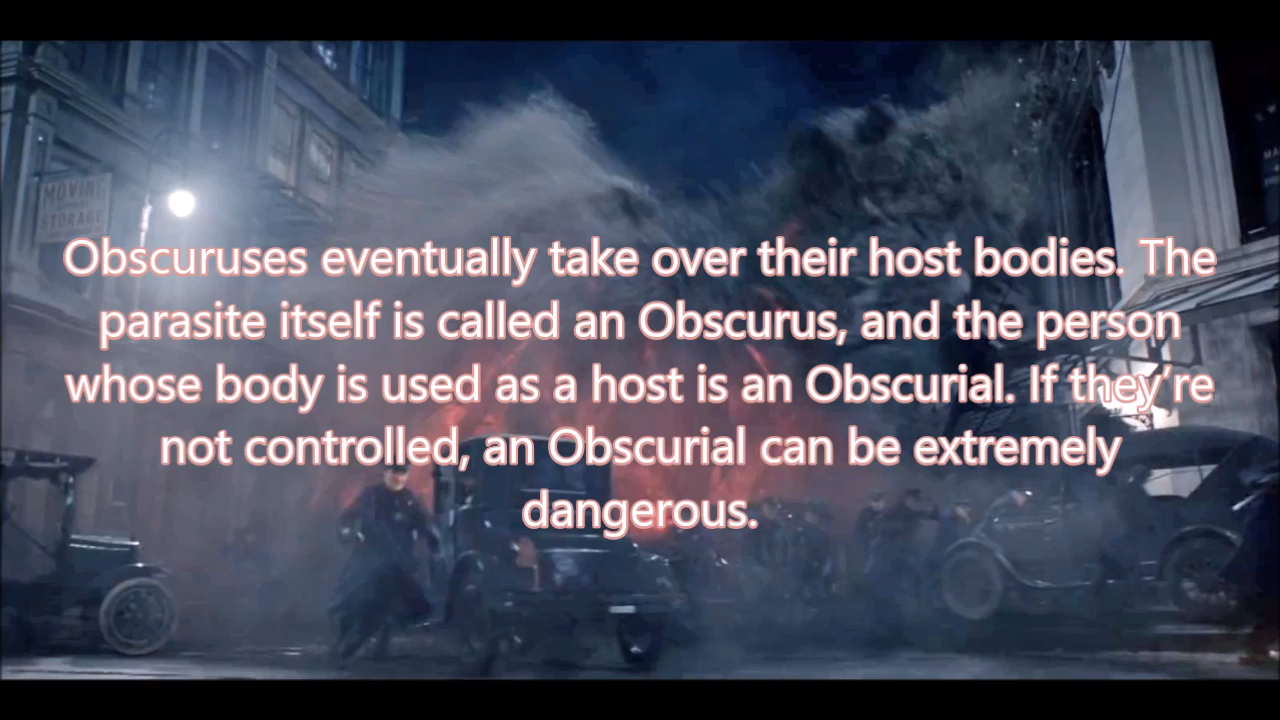 MOVING
STORAGE
Obscuruses eventually take over their host bodies. The
parasite itself is called an Obscurus, and the person
whose body is used as a host is an Obscurial. If they’re
not controlled, an Obscurial can be extremely
dangerous.